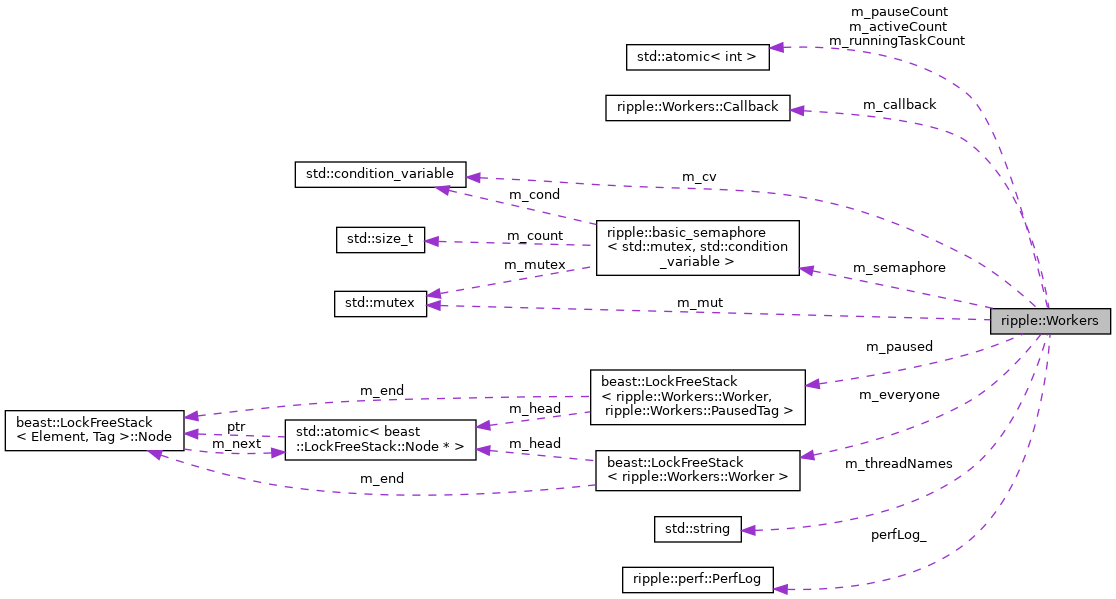 m_pauseCount
m_activeCount
m_runningTaskCount
std::atomic< int >
ripple::Workers::Callback
m_callback
std::condition_variable
m_cv
m_cond
ripple::basic_semaphore
< std::mutex, std::condition
_variable >
std::size_t
m_count
m_mutex
m_semaphore
std::mutex
m_mut
ripple::Workers
m_paused
beast::LockFreeStack
< ripple::Workers::Worker,
ripple::Workers::PausedTag >
m_end
m_everyone
m_head
beast::LockFreeStack
< Element, Tag >::Node
ptr
m_next
std::atomic< beast
::LockFreeStack::Node * >
m_head
beast::LockFreeStack
< ripple::Workers::Worker >
m_threadNames
m_end
std::string
perfLog_
ripple::perf::PerfLog